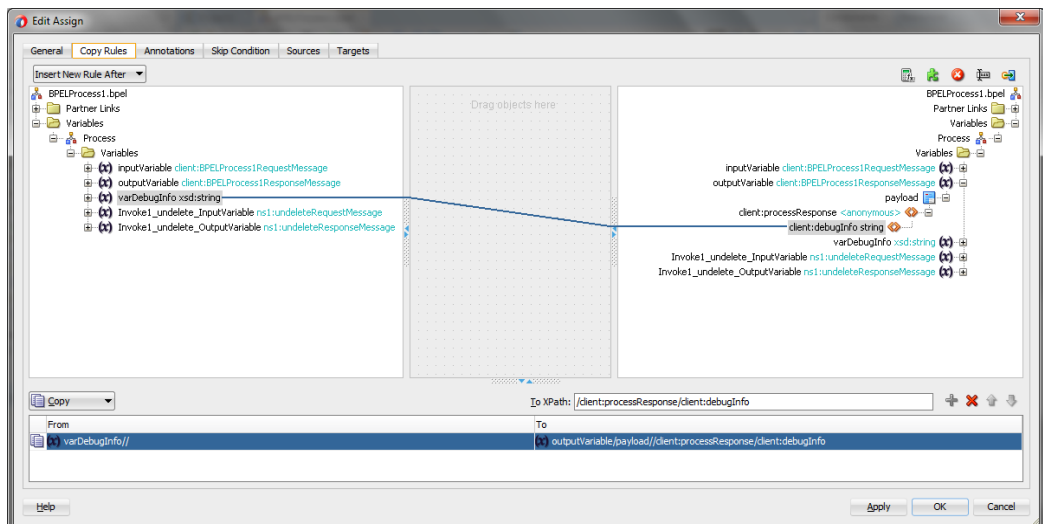 Edit Assign
General Copy Rules Annotations Skip Condition Sources Targets
Insert New Rule After
BPELProcess1.bpel
Partner Links
Variables
Process
Variables
(x) inputVariable client:BPELProcess1RequestMessage
(x) outputVariable client:BPELProcess1ResponseMessage
(x) varDebugInfo xsd:string
(x) Invoke1_undelete_InputVariable ns1:undeleteRequestMessage
(x) Invoke1_undelete_OutputVariable ns1:undeleteResponseMessage
Drag objects here
BPELProcess1.bpel
Partner Links
Variables
Process
Variables
inputVariable client:BPELProcess1RequestMessage (x)
outputVariable client:BPELProcess1ResponseMessage (x)
payload
client:processResponse <anonymous>
client:debugInfo string
varDebugInfo xsd:string (x)
Invoke1_undelete_InputVariable ns1:undeleteRequestMessage (x)
Invoke1_undelete_OutputVariable ns1:undeleteResponseMessage (x)
Copy
To XPath: /client:processResponse/client:debugInfo
From To
(x) varDebugInfo// (x) outputVariable/payload//client:processResponse/client:debugInfo
Help Apply OK Cancel